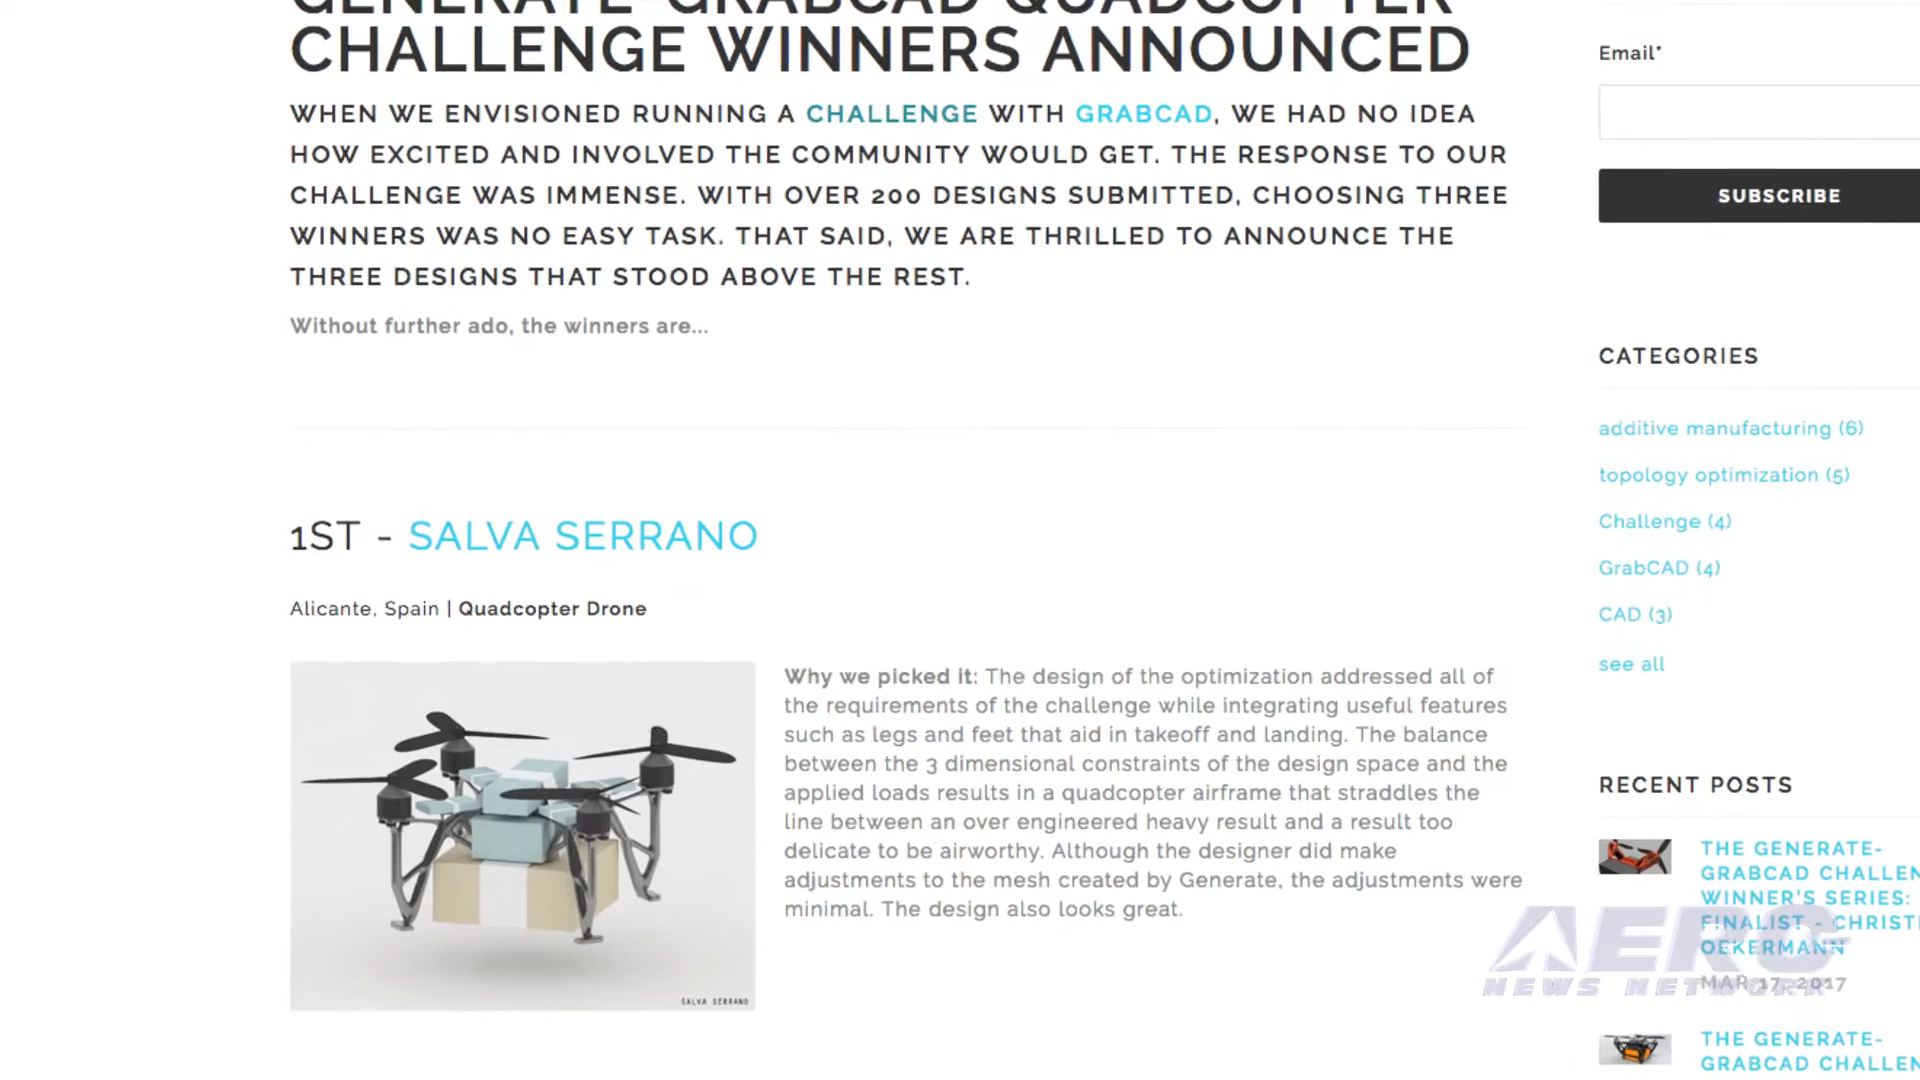 GENERATE-GRABCAD QUADCOPTER
CHALLENGE WINNERS ANNOUNCED
WHEN WE ENVISIONED RUNNING A CHALLENGE WITH GRABCAD, WE HAD NO IDEA
HOW EXCITED AND INVOLVED THE COMMUNITY WOULD GET. THE RESPONSE TO OUR
CHALLENGE WAS IMMENSE. WITH OVER 200 DESIGNS SUBMITTED, CHOOSING THREE
WINNERS WAS NO EASY TASK. THAT SAID, WE ARE THRILLED TO ANNOUNCE THE
THREE DESIGNS THAT STOOD ABOVE THE REST.
Without further ado, the winners are...
1ST - SALVA SERRANO
Alicante, Spain | Quadcopter Drone
SALVA SERRANO
Why we picked it: The design of the optimization addressed all of
the requirements of the challenge while integrating useful features
such as legs and feet that aid in takeoff and landing. The balance
between the 3 dimensional constraints of the design space and the
applied loads results in a quadcopter airframe that straddles the
line between an over engineered heavy result and a result too
delicate to be airworthy. Although the designer did make
adjustments to the mesh created by Generate, the adjustments were
minimal. The design also looks great.
Email*
SUBSCRIBE
CATEGORIES
additive manufacturing (6)
topology optimization (5)
Challenge (4)
GrabCAD (4)
CAD (3)
see all
RECENT POSTS
THE GENERATE-
GRABCAD CHALLEN
WINNER'S SERIES:
FINALIST - CHRIST
OEKERMANN
MAR 17, 2017
THE GENERATE-
GRABCAD CHALLEN
AERO
NEWS NETWORK